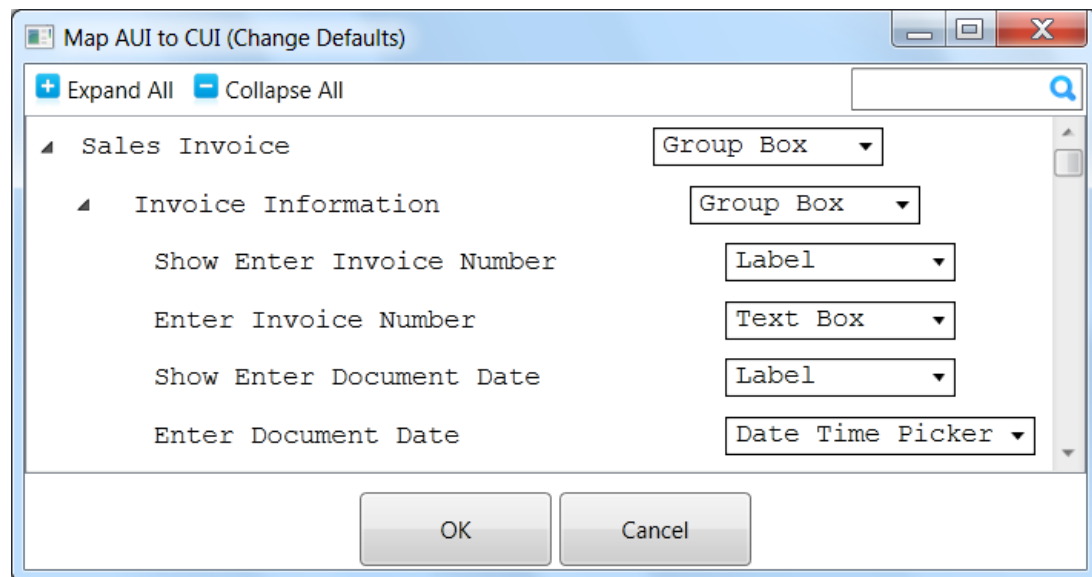 Map AUI to CUI (Change Defaults)
Expand All Collapse All
Sales Invoice Group Box
Invoice Information Group Box
Show Enter Invoice Number Label
Enter Invoice Number Text Box
Show Enter Document Date Label
Enter Document Date Date Time Picker
OK Cancel